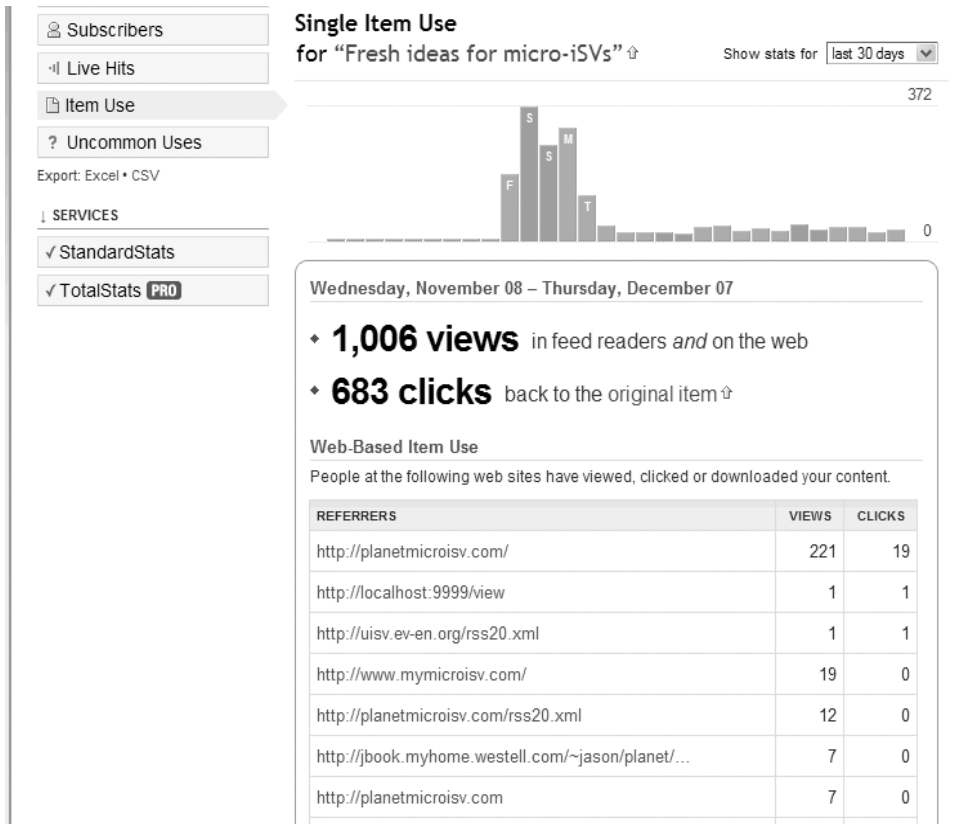 Subscribers
Live Hits
Item Use
? Uncommon Uses
Export: Excel • CSV
↓ SERVICES
✓ StandardStats
✓ TotalStats PRO
Single Item Use
for “Fresh ideas for micro-iSVs” ⇧
Show stats for last 30 days
372
F S S M T
0
Wednesday, November 08 – Thursday, December 07
1,006 views in feed readers and on the web
683 clicks back to the original item ⇧
Web-Based Item Use
People at the following web sites have viewed, clicked or downloaded your content.
REFERRERS VIEWS CLICKS
http://planetmicroisv.com/ 221 19
http://localhost:9999/view 1 1
http://uisv.ev-en.org/rss20.xml 1 1
http://www.mymicroisv.com/ 19 0
http://planetmicroisv.com/rss20.xml 12 0
http://jbook.myhome.westell.com/~jason/planet/... 7 0
http://planetmicroisv.com 7 0